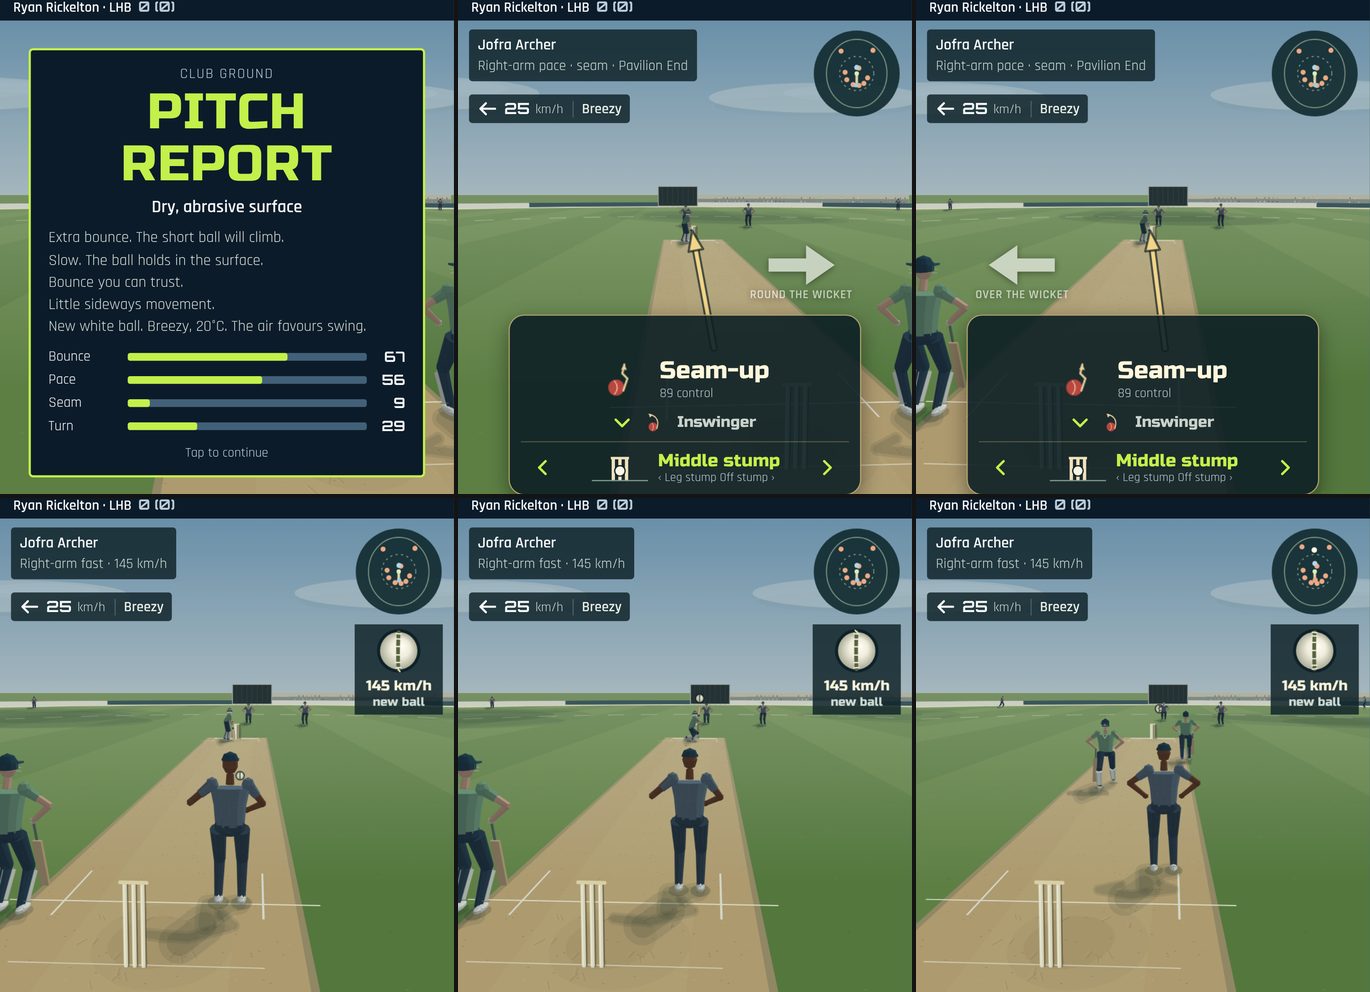 Ryan Rickelton · LHB 0 (0)
CLUB GROUND
PITCH
REPORT
Dry, abrasive surface
Extra bounce. The short ball will climb.
Slow. The ball holds in the surface.
Bounce you can trust.
Little sideways movement.
New white ball. Breezy, 20°C. The air favours swing.
Bounce 67
Pace 56
Seam 9
Turn 29
Tap to continue
Ryan Rickelton · LHB 0 (0)
Jofra Archer
Right-arm pace · seam · Pavilion End
← 25 km/h Breezy
ROUND THE WICKET
Seam-up
89 control
Inswinger
Middle stump
‹ Leg stump Off stump ›
Ryan Rickelton · LHB 0 (0)
Jofra Archer
Right-arm pace · seam · Pavilion End
← 25 km/h Breezy
OVER THE WICKET
Seam-up
89 control
Inswinger
Middle stump
‹ Leg stump Off stump ›
Ryan Rickelton · LHB 0 (0)
Jofra Archer
Right-arm fast · 145 km/h
← 25 km/h Breezy
145 km/h
new ball
Ryan Rickelton · LHB 0 (0)
Jofra Archer
Right-arm fast · 145 km/h
← 25 km/h Breezy
145 km/h
new ball
Ryan Rickelton · LHB 0 (0)
Jofra Archer
Right-arm fast · 145 km/h
← 25 km/h Breezy
145 km/h
new ball